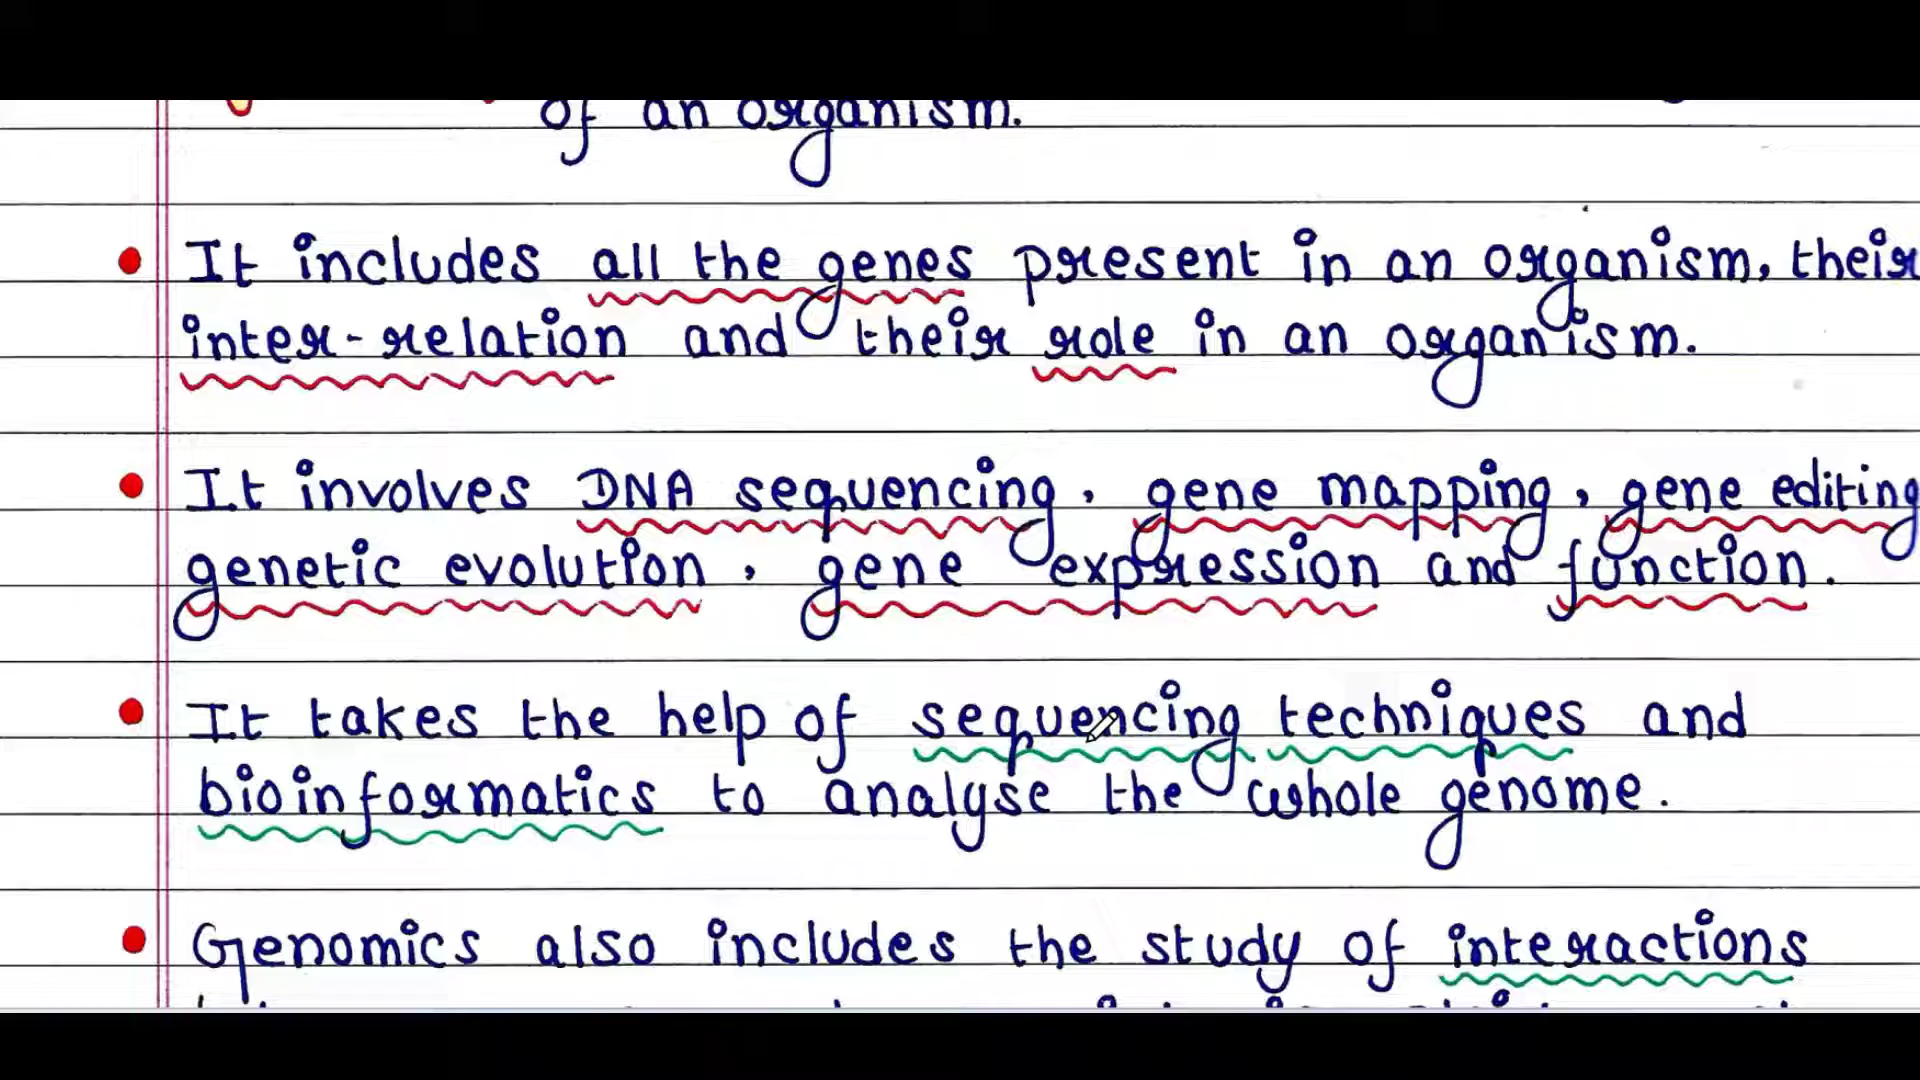 of an organism.
It includes all the genes present in an organism, their
inter-relation and their role in an organism.
It involves DNA sequencing, gene mapping, gene editing
genetic evolution, gene expression and function.
It takes the help of sequencing techniques and
bioinformatics to analyse the whole genome.
Genomics also includes the study of interactions